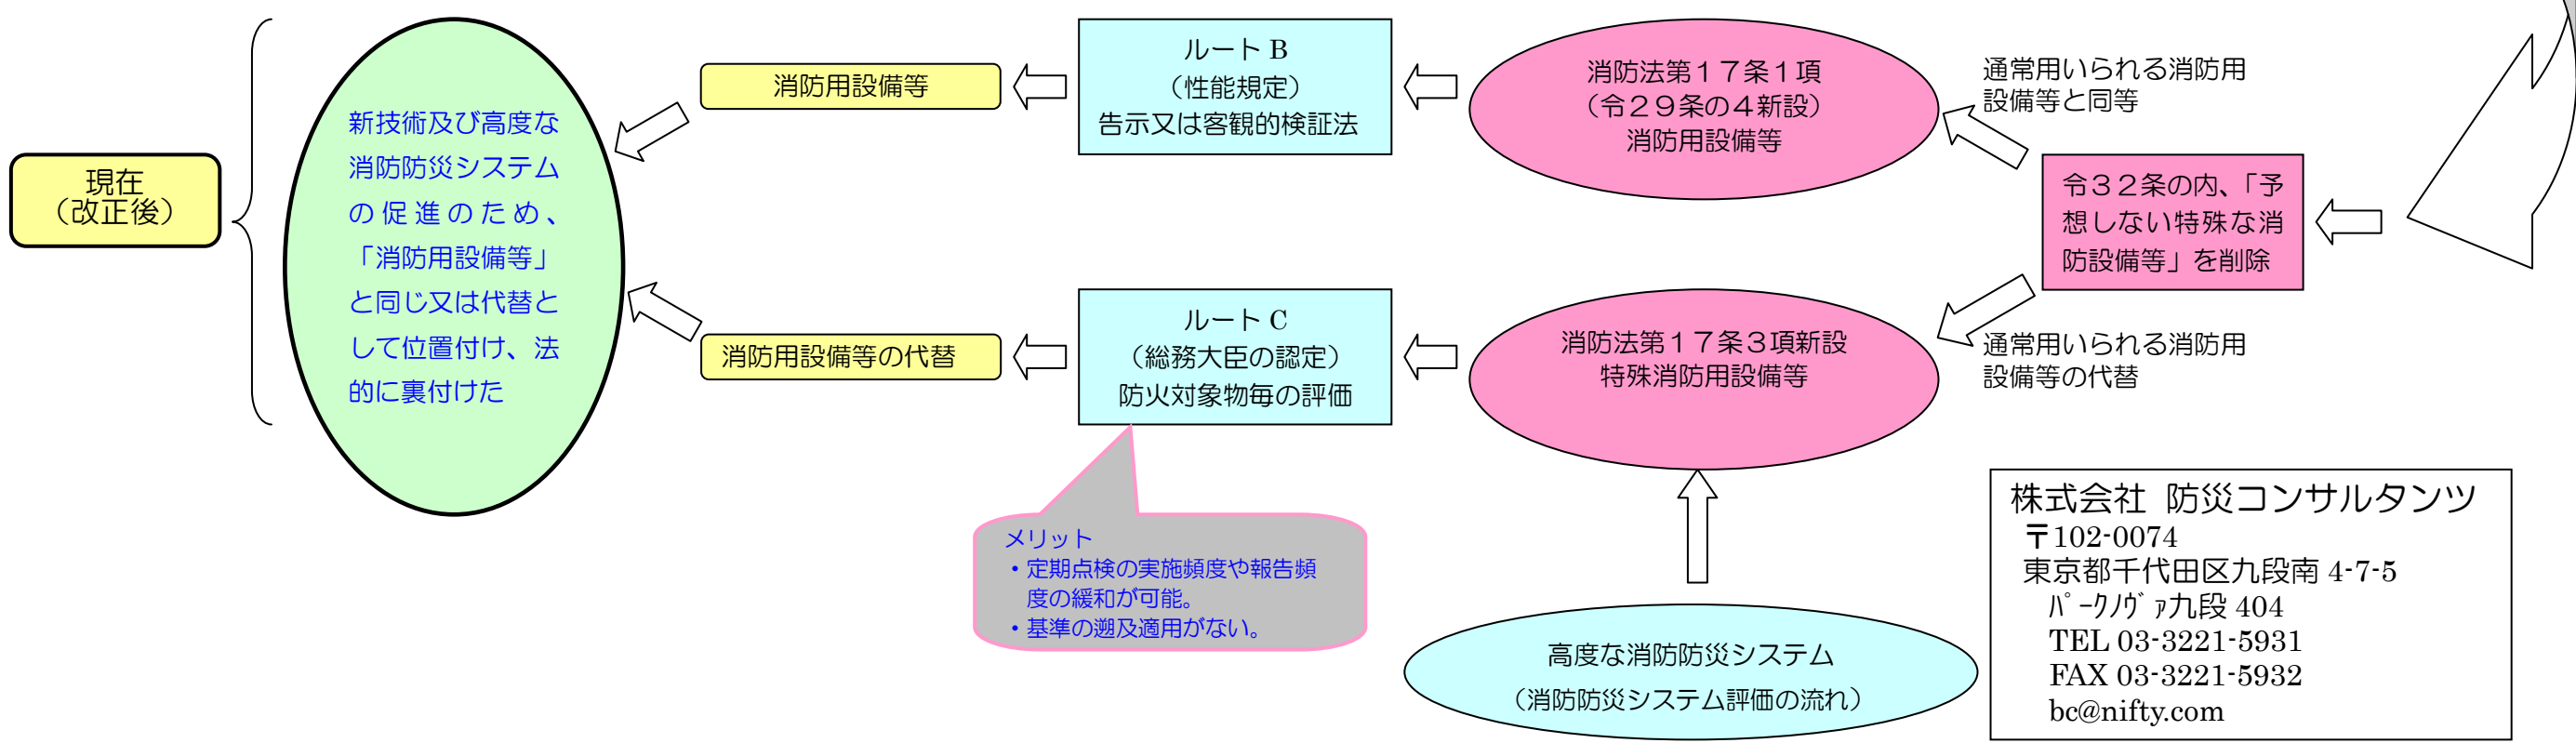 現在
（改正後）
新技術及び高度な
消防防災システム
の促進のため、
「消防用設備等」
と同じ又は代替と
して位置付け、法
的に裏付けた
消防用設備等
消防用設備等の代替
ルート B
（性能規定）
告示又は客観的検証法
ルート C
（総務大臣の認定）
防火対象物毎の評価
メリット
・定期点検の実施頻度や報告頻
度の緩和が可能。
・基準の遡及適用がない。
消防法第１７条１項
（令２９条の４新設）
消防用設備等
消防法第１７条３項新設
特殊消防用設備等
高度な消防防災システム
（消防防災システム評価の流れ）
通常用いられる消防用
設備等と同等
令３２条の内、「予
想しない特殊な消
防設備等」を削除
通常用いられる消防用
設備等の代替
株式会社 防災コンサルタンツ
〒102-0074
東京都千代田区九段南 4-7-5
ﾊﾟｰｸﾉｳﾞｧ九段 404
TEL 03-3221-5931
FAX 03-3221-5932
bc@nifty.com